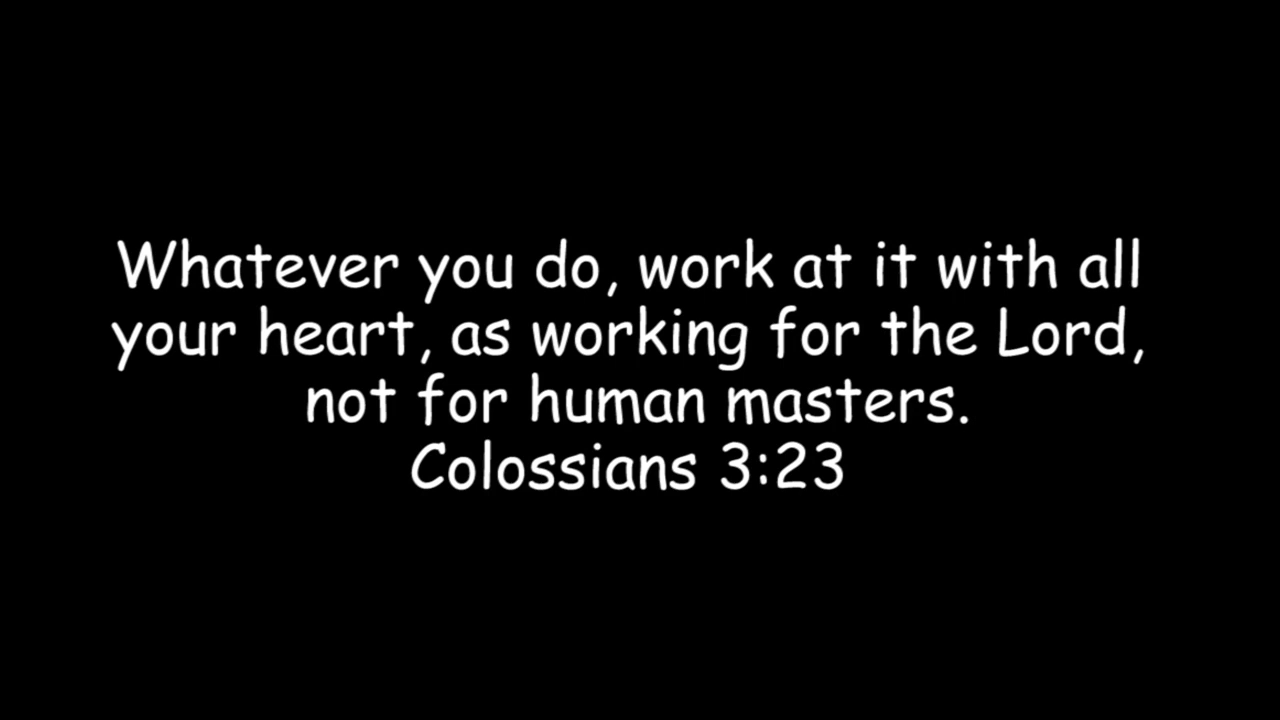 Whatever you do, work at it with all
your heart, as working for the Lord,
not for human masters.
Colossians 3:23